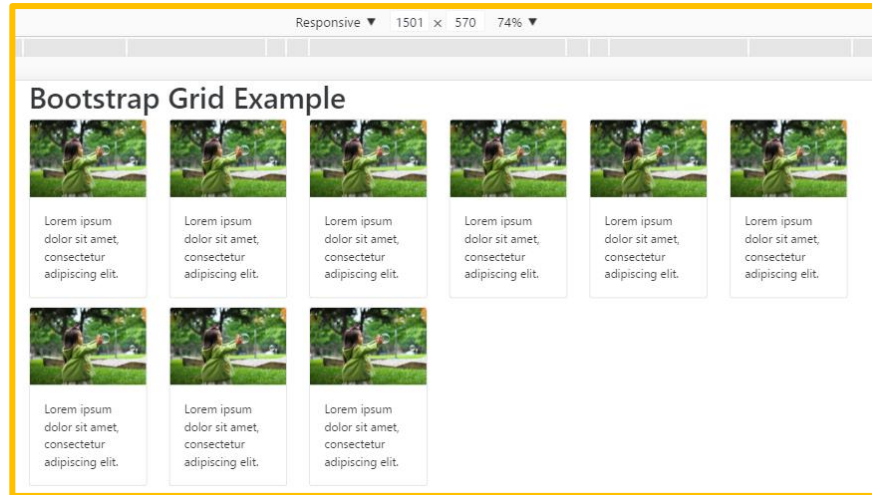 Responsive ▼ 1501 × 570 74% ▼
Bootstrap Grid Example
Lorem ipsum
dolor sit amet,
consectetur
adipiscing elit.
Lorem ipsum
dolor sit amet,
consectetur
adipiscing elit.
Lorem ipsum
dolor sit amet,
consectetur
adipiscing elit.
Lorem ipsum
dolor sit amet,
consectetur
adipiscing elit.
Lorem ipsum
dolor sit amet,
consectetur
adipiscing elit.
Lorem ipsum
dolor sit amet,
consectetur
adipiscing elit.
Lorem ipsum
dolor sit amet,
consectetur
adipiscing elit.
Lorem ipsum
dolor sit amet,
consectetur
adipiscing elit.
Lorem ipsum
dolor sit amet,
consectetur
adipiscing elit.